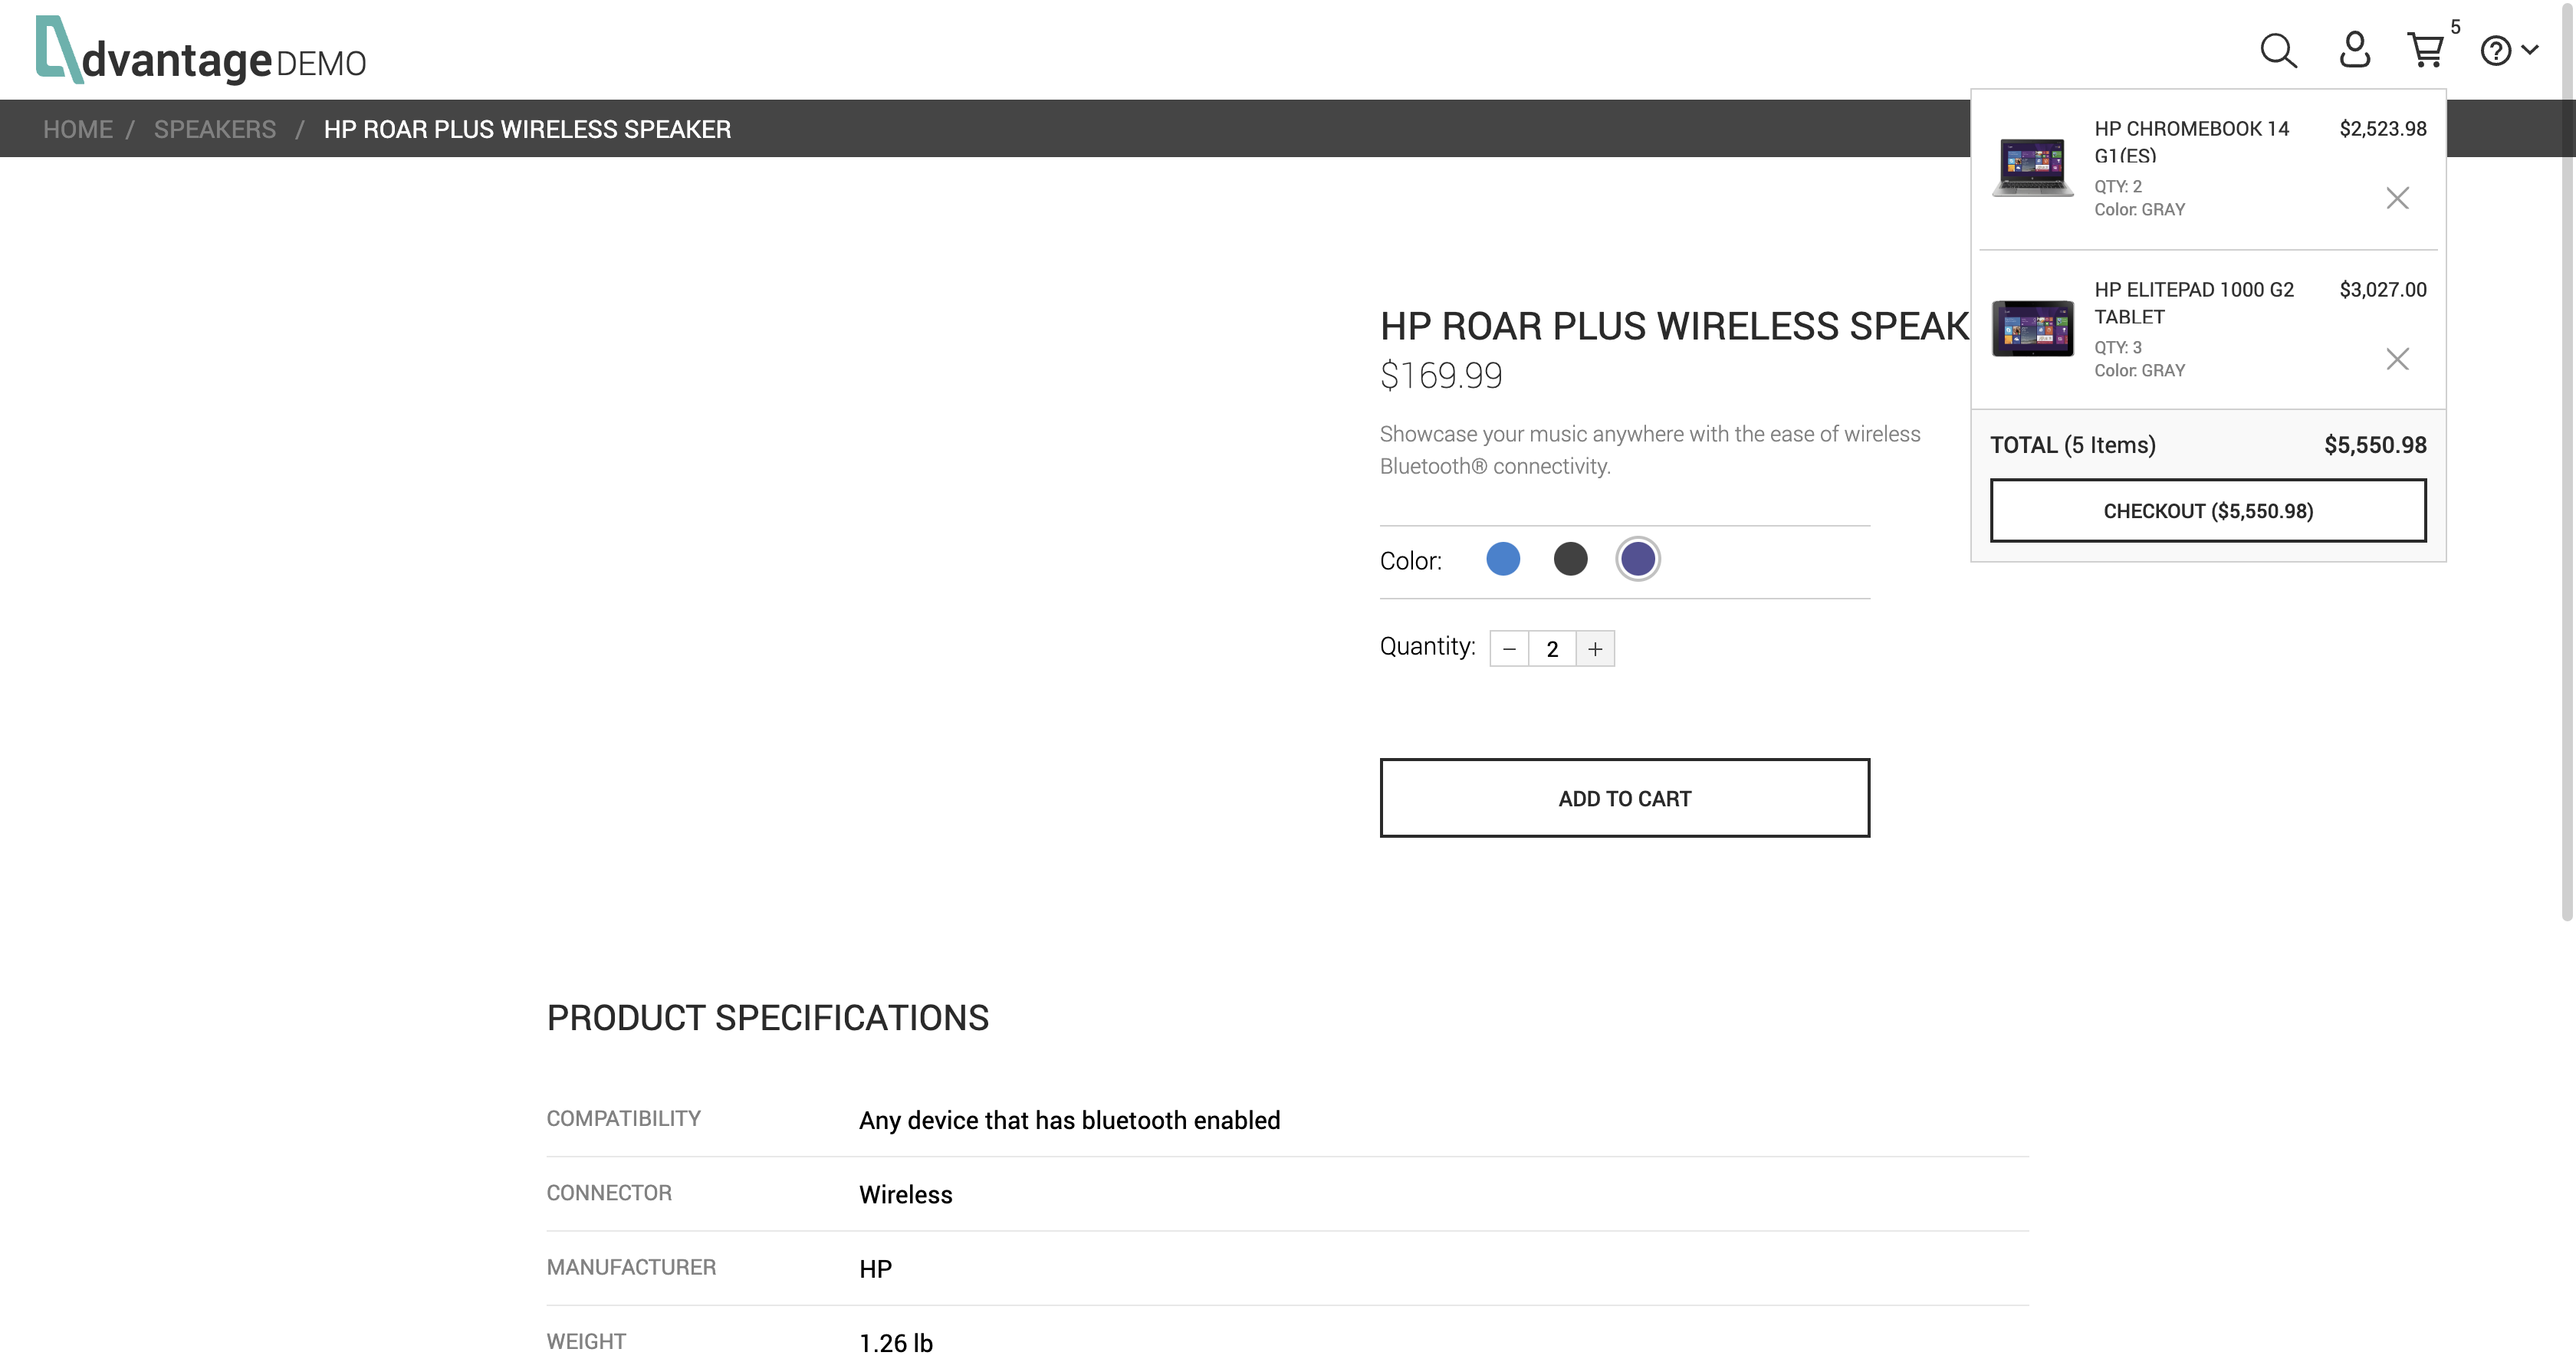 dvantage DEMO
5
HOME / SPEAKERS / HP ROAR PLUS WIRELESS SPEAKER
HP CHROMEBOOK 14 G1(ES)
$2,523.98
QTY: 2
Color: GRAY
HP ELITEPAD 1000 G2 TABLET
$3,027.00
QTY: 3
Color: GRAY
TOTAL (5 Items) $5,550.98
CHECKOUT ($5,550.98)
HP ROAR PLUS WIRELESS SPEAK
$169.99
Showcase your music anywhere with the ease of wireless
Bluetooth® connectivity.
Color:
Quantity: − 2 +
ADD TO CART
PRODUCT SPECIFICATIONS
COMPATIBILITY Any device that has bluetooth enabled
CONNECTOR Wireless
MANUFACTURER HP
WEIGHT 1.26 lb